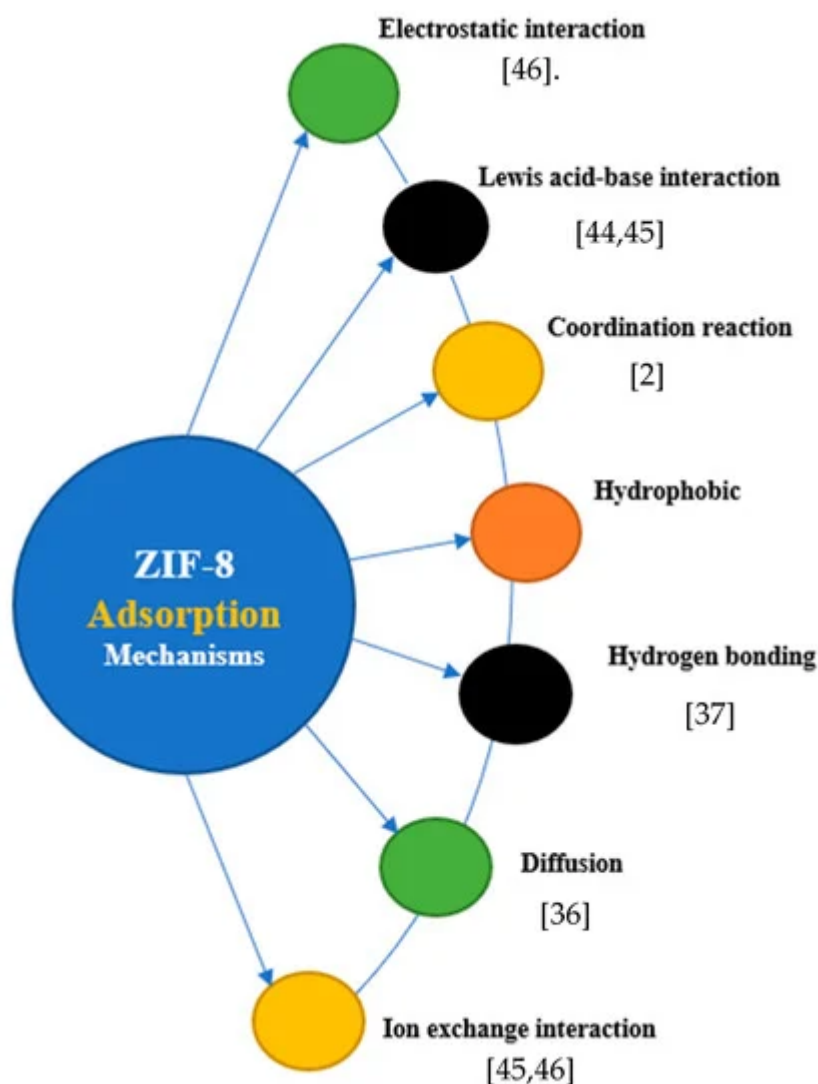 Electrostatic interaction
[46].
Lewis acid-base interaction
[44,45]
Coordination reaction
[2]
Hydrophobic
ZIF-8
Adsorption
Mechanisms
Hydrogen bonding
[37]
Diffusion
[36]
Ion exchange interaction
[45,46]